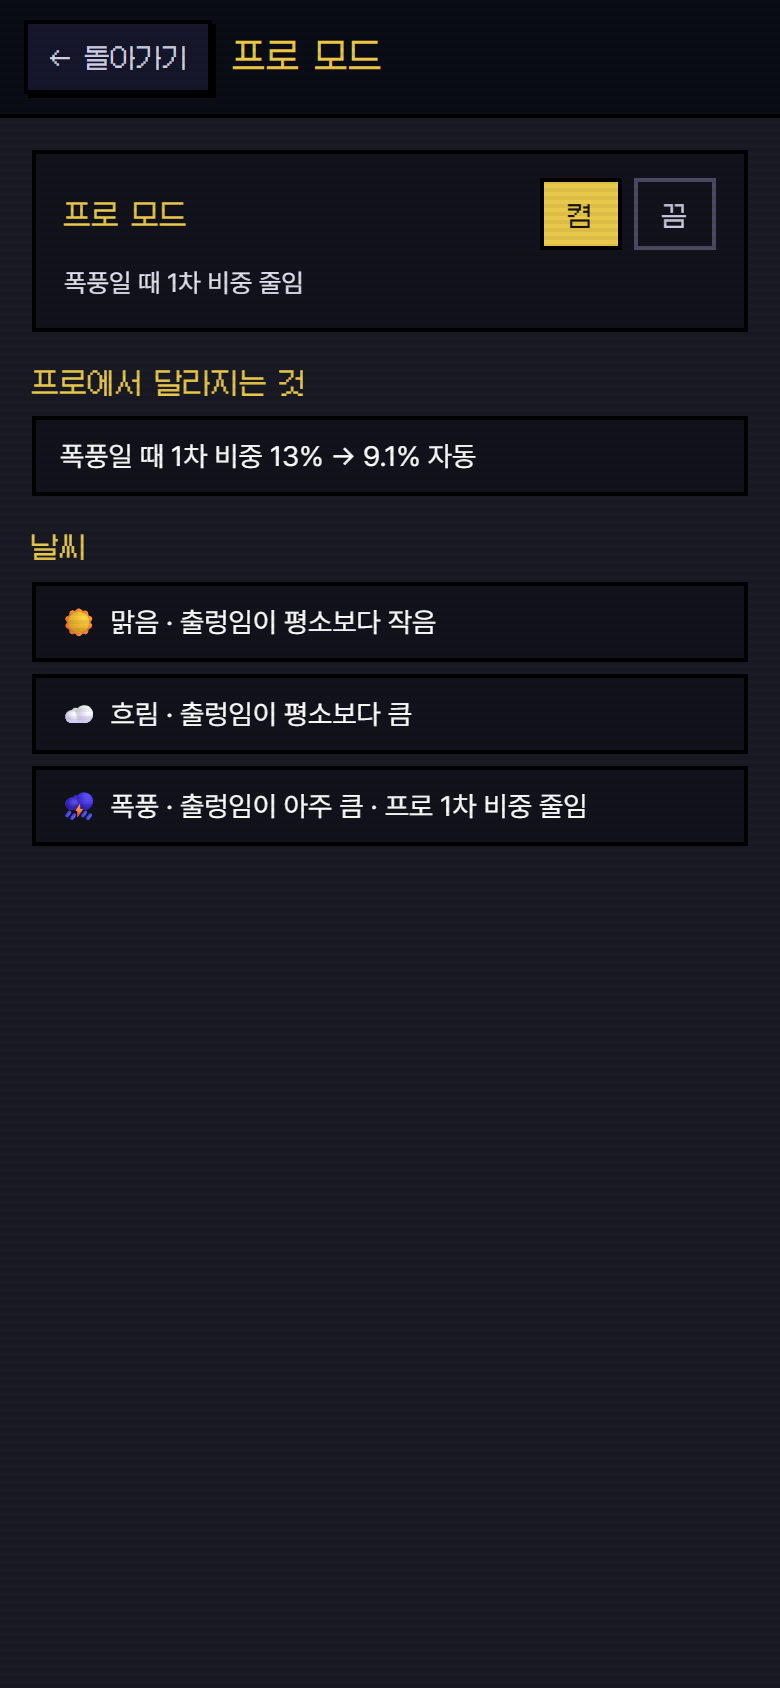 ← 돌아가기 프로 모드
프로 모드 켬 끔
폭풍일 때 1차 비중 줄임
프로에서 달라지는 것
폭풍일 때 1차 비중 13% → 9.1% 자동
날씨
맑음 · 출렁임이 평소보다 작음
흐림 · 출렁임이 평소보다 큼
폭풍 · 출렁임이 아주 큼 · 프로 1차 비중 줄임